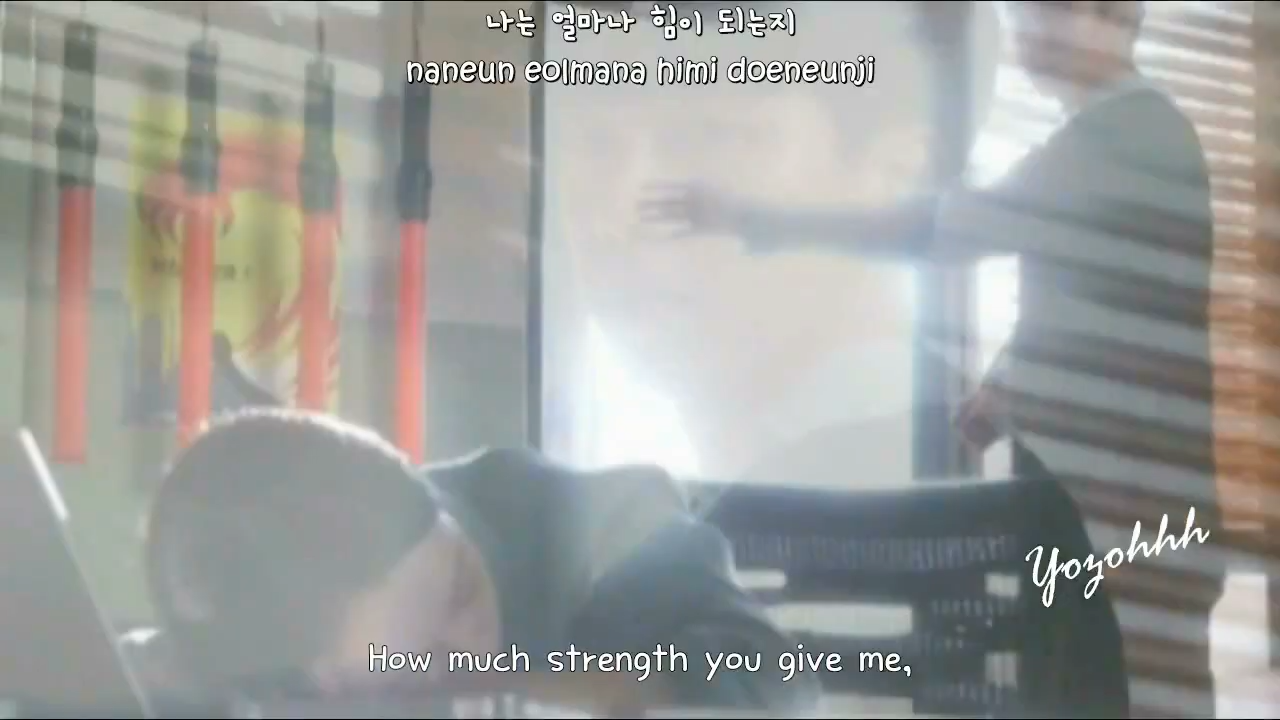 나는 얼마나 힘이 되는지
naneun eolmana himi doeneunji
Yozohhh
How much strength you give me,